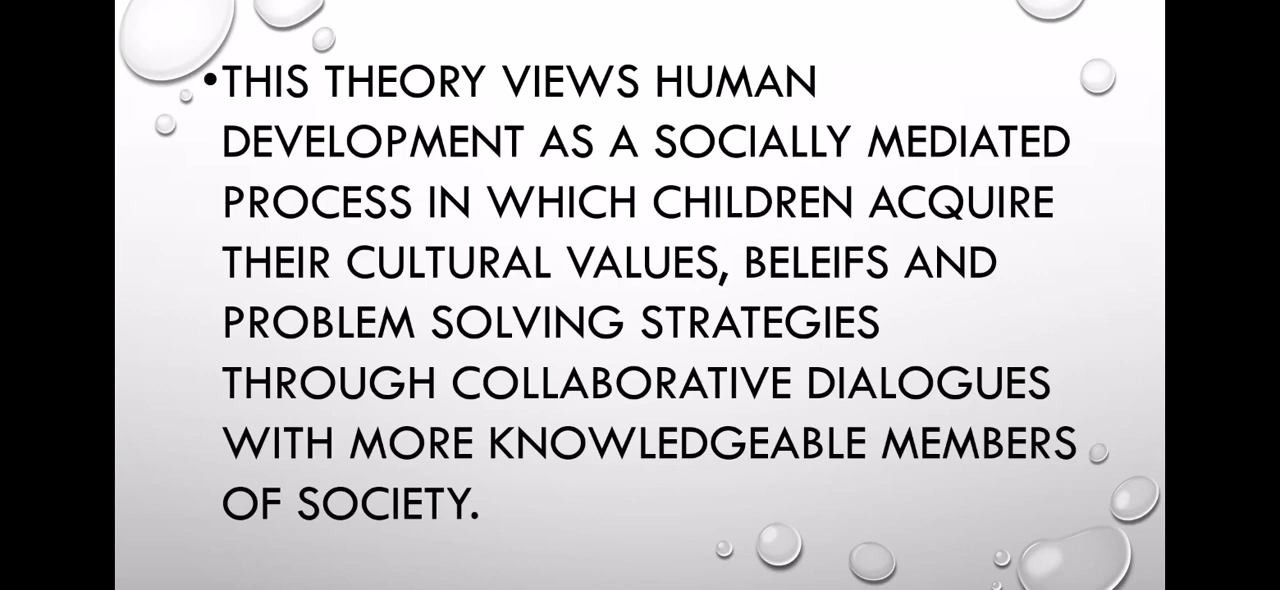 •THIS THEORY VIEWS HUMAN
DEVELOPMENT AS A SOCIALLY MEDIATED
PROCESS IN WHICH CHILDREN ACQUIRE
THEIR CULTURAL VALUES, BELEIFS AND
PROBLEM SOLVING STRATEGIES
THROUGH COLLABORATIVE DIALOGUES
WITH MORE KNOWLEDGEABLE MEMBERS
OF SOCIETY.